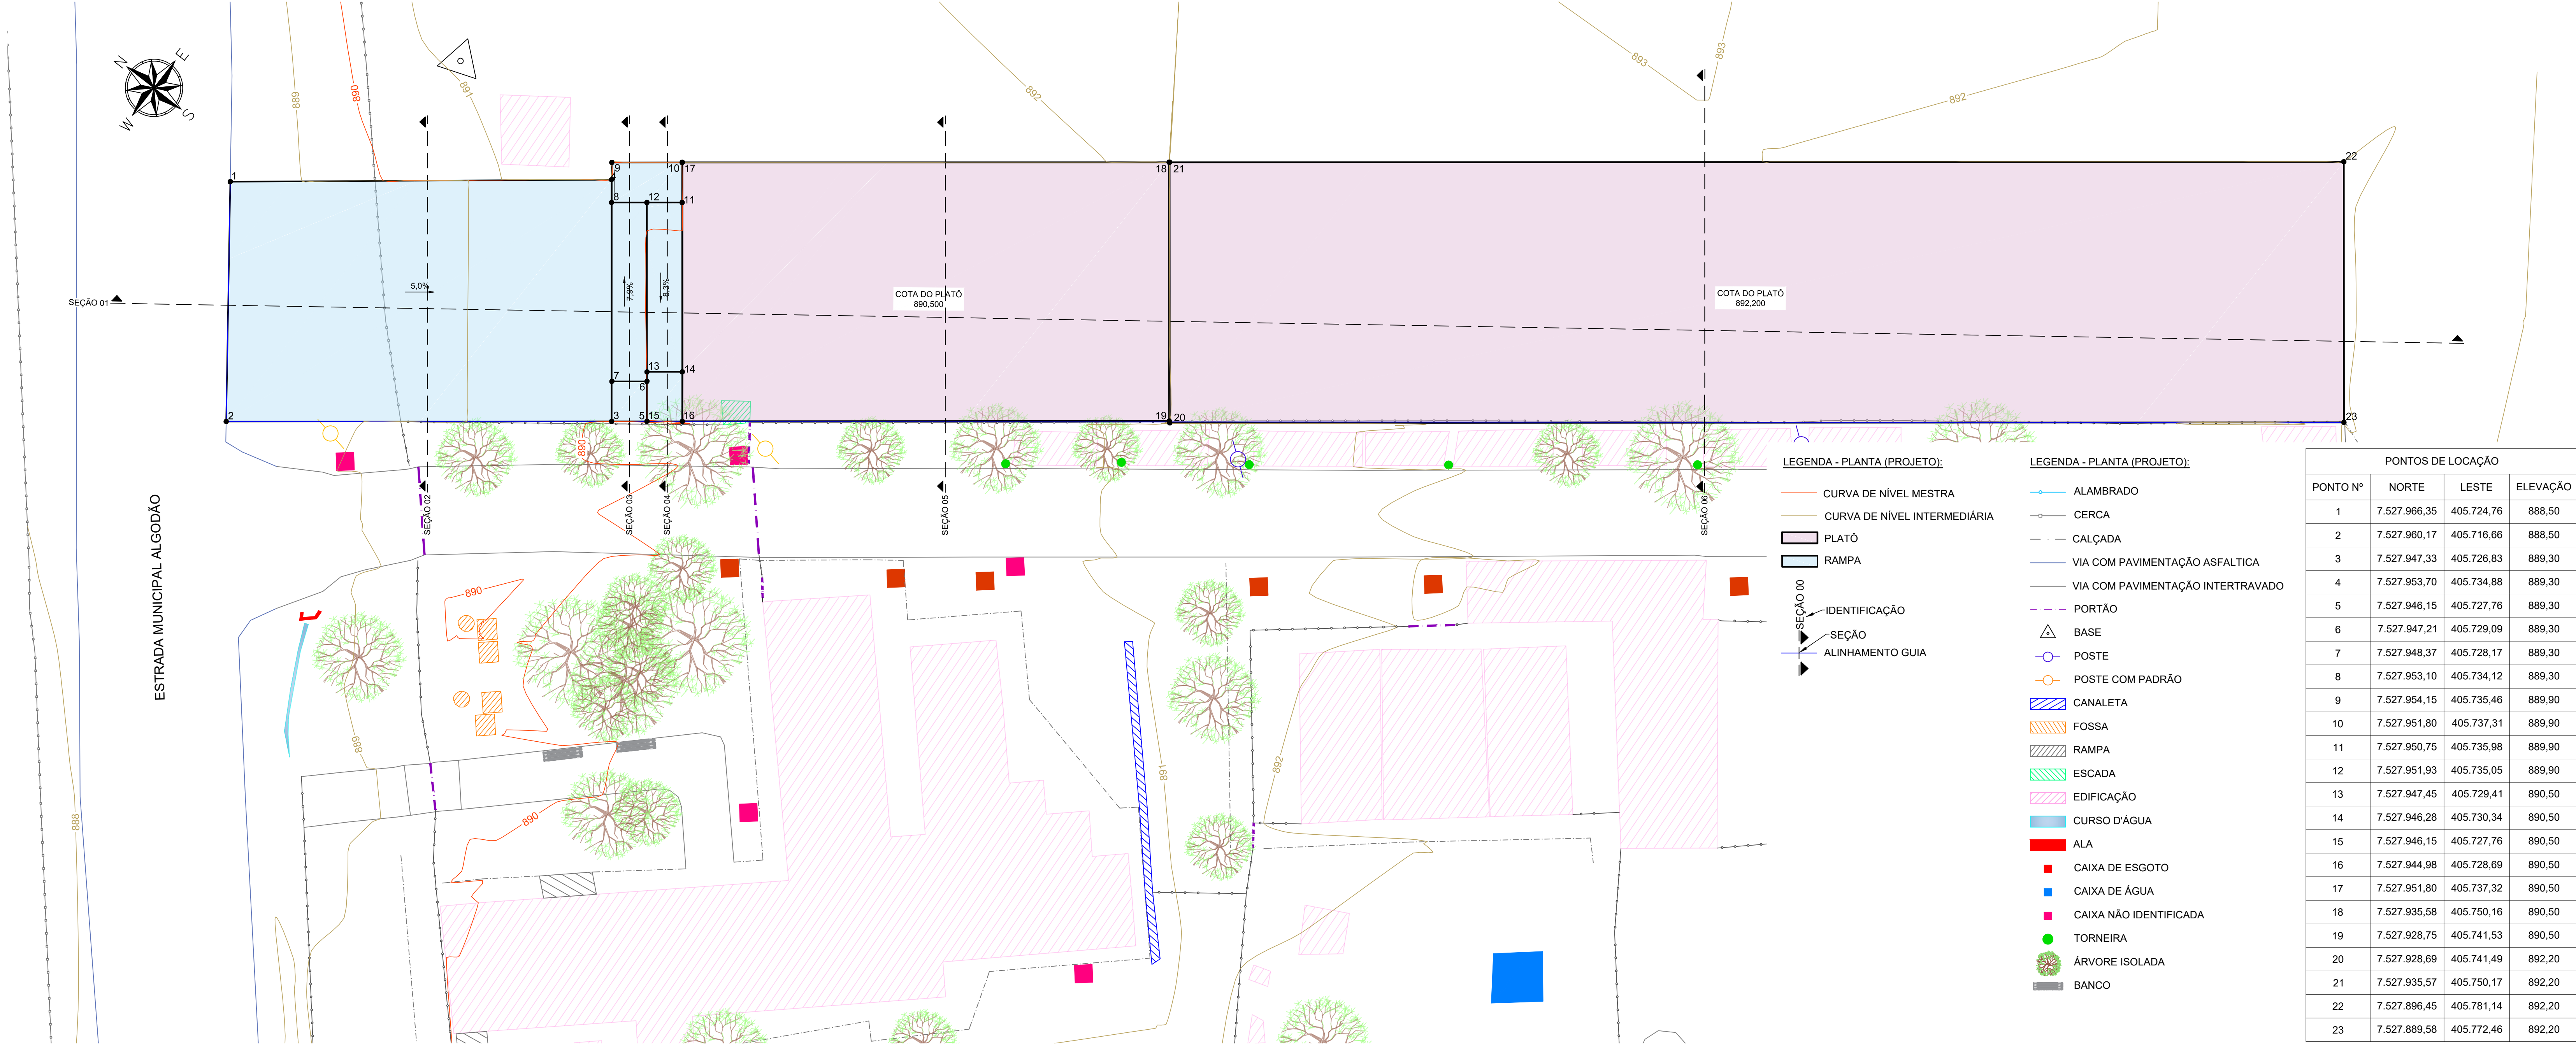 N
E
W
S
889
890
891
892
893
893
892
1
9
10
17
18
21
22
8
12
11
4
SEÇÃO 01
5,0%
7,9%
8,3%
COTA DO PLATÔ
890,500
COTA DO PLATÔ
892,200
7
13
14
6
2
3
5
15
16
19
20
23
890
SEÇÃO 02
SEÇÃO 03
SEÇÃO 04
SEÇÃO 05
SEÇÃO 06
ESTRADA MUNICIPAL ALGODÃO
890
889
890
888
891
892
LEGENDA - PLANTA (PROJETO):
CURVA DE NÍVEL MESTRA
CURVA DE NÍVEL INTERMEDIÁRIA
PLATÔ
RAMPA
SEÇÃO 00
IDENTIFICAÇÃO
SEÇÃO
ALINHAMENTO GUIA
LEGENDA - PLANTA (PROJETO):
ALAMBRADO
CERCA
CALÇADA
VIA COM PAVIMENTAÇÃO ASFALTICA
VIA COM PAVIMENTAÇÃO INTERTRAVADO
PORTÃO
BASE
POSTE
POSTE COM PADRÃO
CANALETA
FOSSA
RAMPA
ESCADA
EDIFICAÇÃO
CURSO D'ÁGUA
ALA
CAIXA DE ESGOTO
CAIXA DE ÁGUA
CAIXA NÃO IDENTIFICADA
TORNEIRA
ÁRVORE ISOLADA
BANCO
PONTOS DE LOCAÇÃO
PONTO Nº NORTE LESTE ELEVAÇÃO
1 7.527.966,35 405.724,76 888,50
2 7.527.960,17 405.716,66 888,50
3 7.527.947,33 405.726,83 889,30
4 7.527.953,70 405.734,88 889,30
5 7.527.946,15 405.727,76 889,30
6 7.527.947,21 405.729,09 889,30
7 7.527.948,37 405.728,17 889,30
8 7.527.953,10 405.734,12 889,30
9 7.527.954,15 405.735,46 889,90
10 7.527.951,80 405.737,31 889,90
11 7.527.950,75 405.735,98 889,90
12 7.527.951,93 405.735,05 889,90
13 7.527.947,45 405.729,41 890,50
14 7.527.946,28 405.730,34 890,50
15 7.527.946,15 405.727,76 890,50
16 7.527.944,98 405.728,69 890,50
17 7.527.951,80 405.737,32 890,50
18 7.527.935,58 405.750,16 890,50
19 7.527.928,75 405.741,53 890,50
20 7.527.928,69 405.741,49 892,20
21 7.527.935,57 405.750,17 892,20
22 7.527.896,45 405.781,14 892,20
23 7.527.889,58 405.772,46 892,20